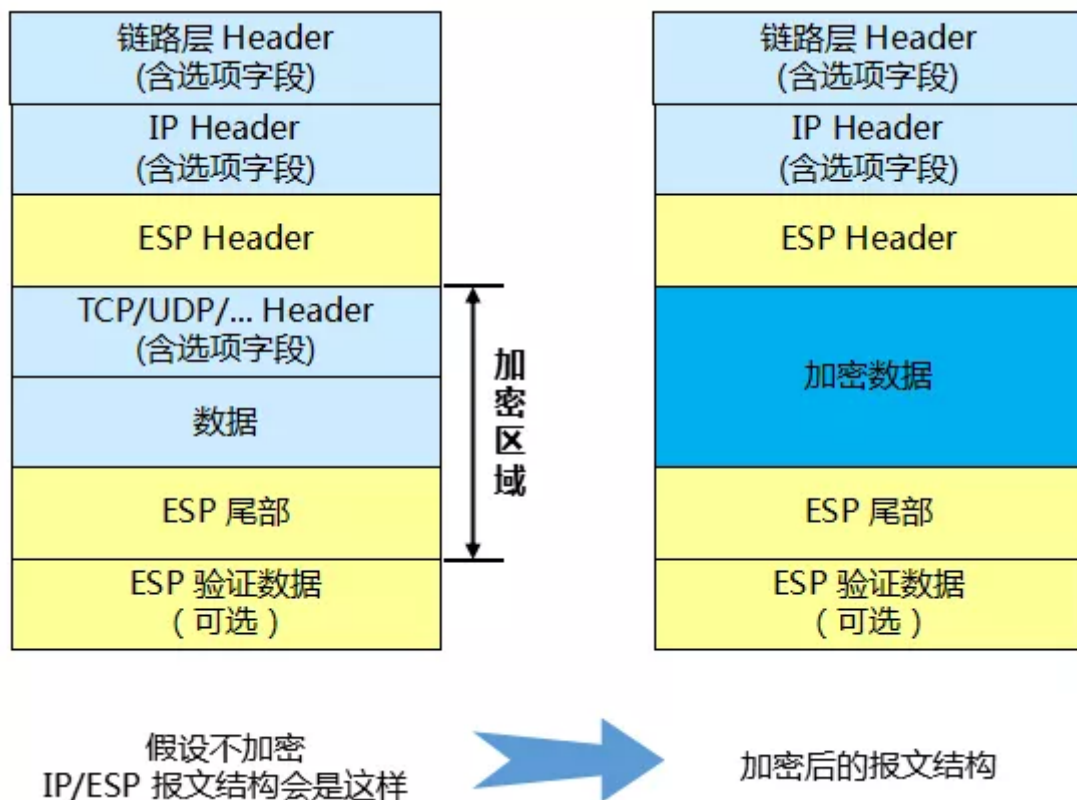 链路层 Header
(含选项字段)
IP Header
(含选项字段)
ESP Header
TCP/UDP/... Header
(含选项字段)
数据
ESP 尾部
ESP 验证数据
（可选）
加密区域
假设不加密
IP/ESP 报文结构会是这样
链路层 Header
(含选项字段)
IP Header
(含选项字段)
ESP Header
加密数据
ESP 尾部
ESP 验证数据
（可选）
加密后的报文结构